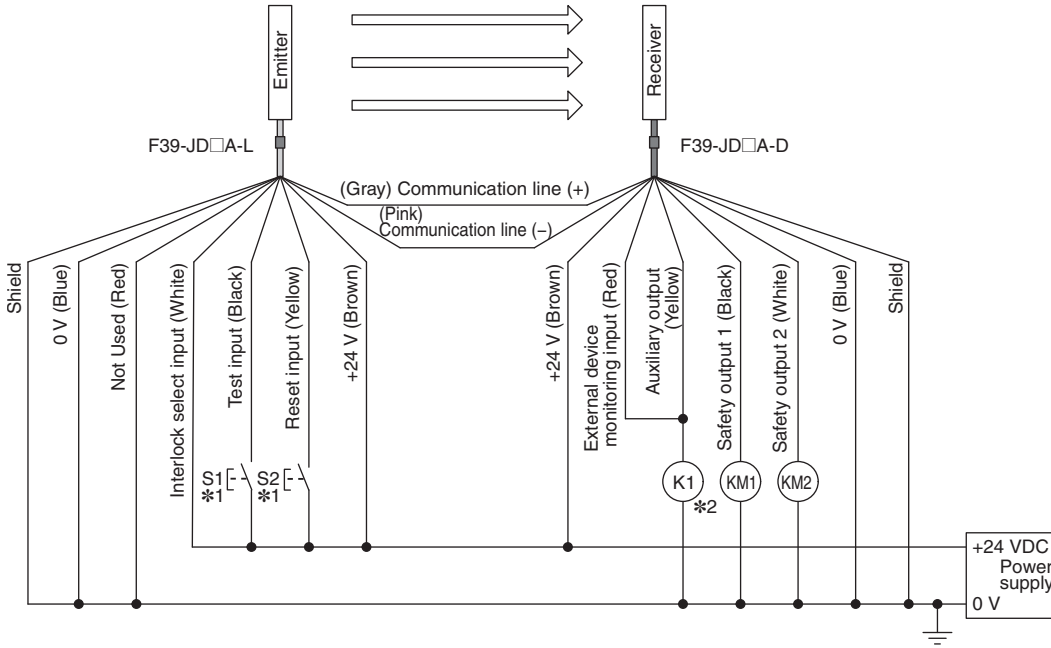 Emitter
Receiver
F39-JD□A-L
F39-JD□A-D
(Gray) Communication line (+)
(Pink)
Communication line (−)
Shield
0 V (Blue)
Not Used (Red)
Interlock select input (White)
Test input (Black)
Reset input (Yellow)
+24 V (Brown)
+24 V (Brown)
External device
monitoring input (Red)
Auxiliary output
(Yellow)
Safety output 1 (Black)
Safety output 2 (White)
0 V (Blue)
Shield
S1
✻1
S2
✻1
K1
✻2
KM1
KM2
+24 VDC
Power
supply
0 V